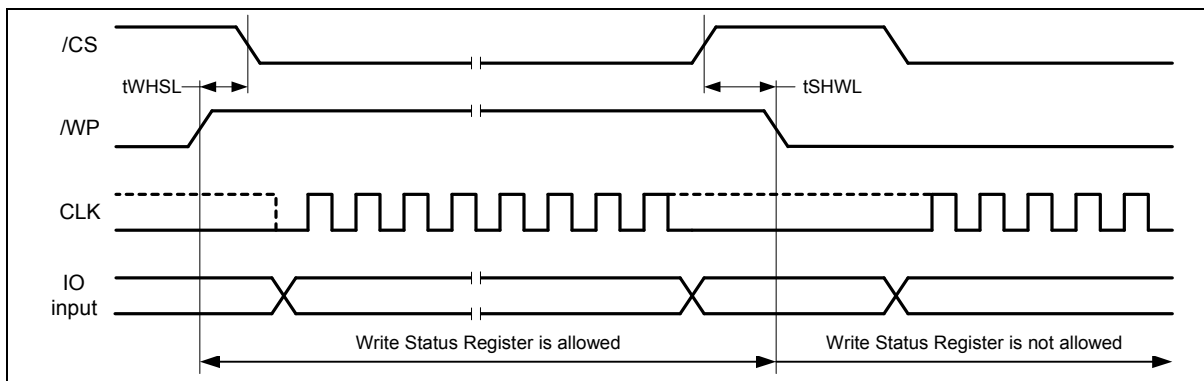 /CS
tWHSL
tSHWL
/WP
CLK
IO
input
Write Status Register is allowed
Write Status Register is not allowed